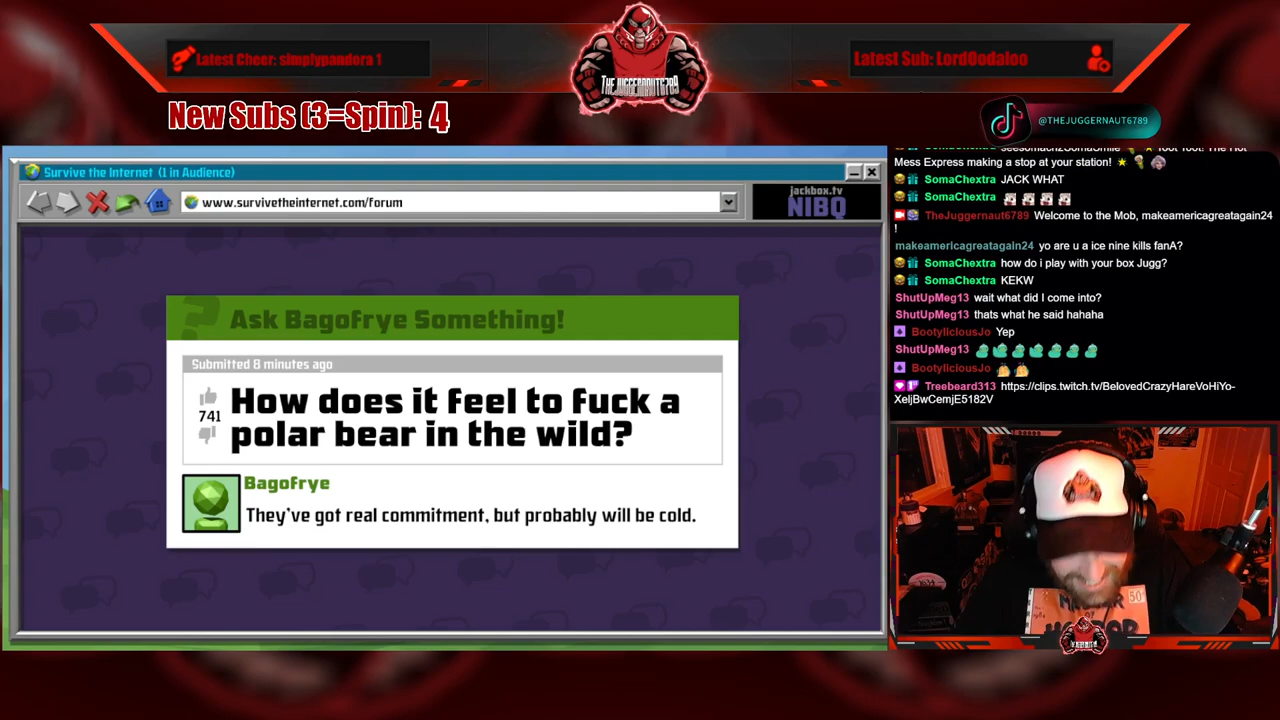 Latest Cheer: simplypandora 1
THEJUGGERNAUT6789
Latest Sub: LordOodaloo
New Subs (3=Spin): 4
@THEJUGGERNAUT6789
Survive the Internet (1 in Audience)
www.survivetheinternet.com/forum
jackbox.tv
NIBQ
Ask Bagofrye Something!
Submitted 8 minutes ago
741
How does it feel to fuck a
polar bear in the wild?
Bagofrye
They've got real commitment, but probably will be cold.
Mess Express making a stop at your station!
SomaChextra JACK WHAT
SomaChextra
TheJuggernaut6789 Welcome to the Mob, makeamericagreatagain24
!
makeamericagreatagain24 yo are u a ice nine kills fanA?
SomaChextra how do i play with your box Jugg?
SomaChextra KEKW
ShutUpMeg13 wait what did I come into?
ShutUpMeg13 thats what he said hahaha
BootyliciousJo Yep
ShutUpMeg13
BootyliciousJo
Treebeard313 https://clips.twitch.tv/BelovedCrazyHareVoHiYo-
XeljBwCemjE5182V
50